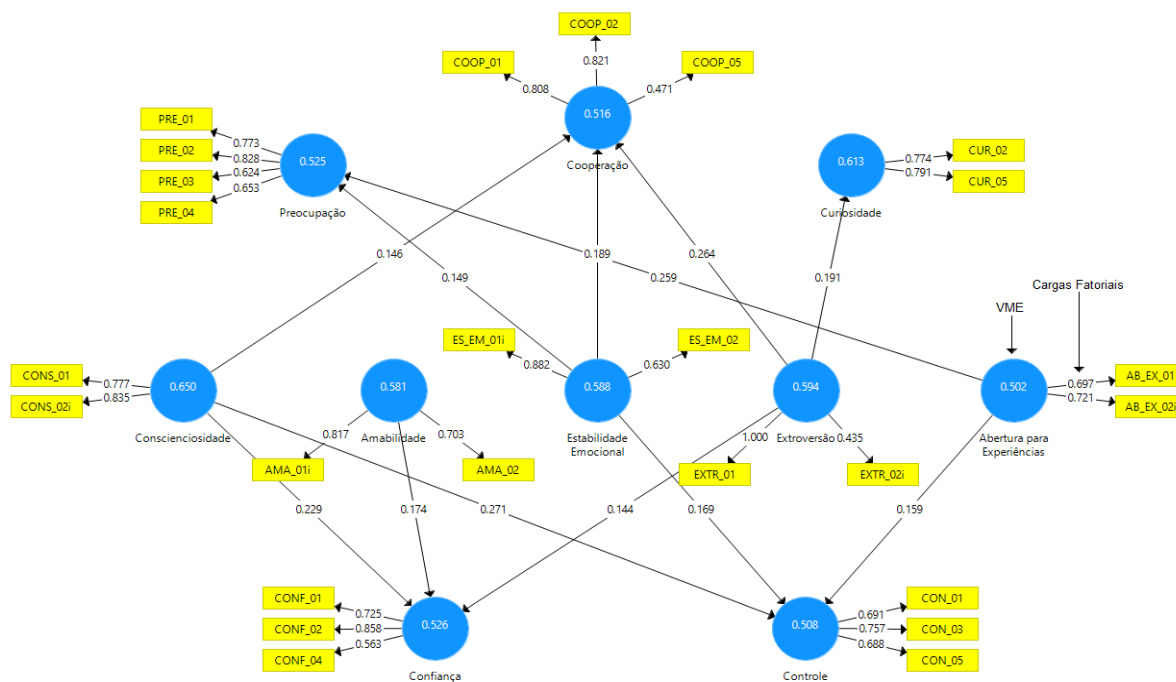 COOP_02
COOP_01
COOP_05
0.821
0.808
0.471
0.516
Cooperação
PRE_01
PRE_02
PRE_03
PRE_04
0.773
0.828
0.624
0.653
0.525
Preocupação
0.613
Curiosidade
0.774
0.791
CUR_02
CUR_05
0.146
0.149
0.189
0.259
0.264
0.191
Cargas Fatoriais
VME
CONS_01
CONS_02i
0.777
0.835
0.650
Conscienciosidade
0.581
Amabilidade
0.817
0.703
AMA_01i
AMA_02
ES_EM_01i
ES_EM_02
0.882
0.630
0.588
Estabilidade
Emocional
0.594
Extroversão
1.000
0.435
EXTR_01
EXTR_02i
0.502
Abertura para
Experiências
0.697
0.721
AB_EX_01
AB_EX_02i
0.229
0.174
0.271
0.144
0.169
0.159
CONF_01
CONF_02
CONF_04
0.725
0.858
0.563
0.526
Confiança
0.508
Controle
0.691
0.757
0.688
CON_01
CON_03
CON_05